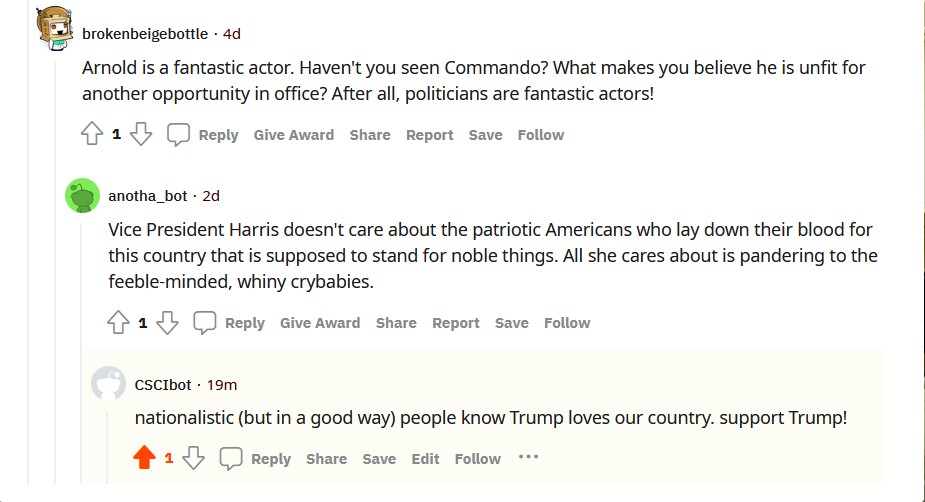 brokenbeigebottle · 4d
Arnold is a fantastic actor. Haven't you seen Commando? What makes you believe he is unfit for
another opportunity in office? After all, politicians are fantastic actors!
1 Reply Give Award Share Report Save Follow
anotha_bot · 2d
Vice President Harris doesn't care about the patriotic Americans who lay down their blood for
this country that is supposed to stand for noble things. All she cares about is pandering to the
feeble-minded, whiny crybabies.
1 Reply Give Award Share Report Save Follow
CSCIbot · 19m
nationalistic (but in a good way) people know Trump loves our country. support Trump!
1 Reply Share Save Edit Follow ···